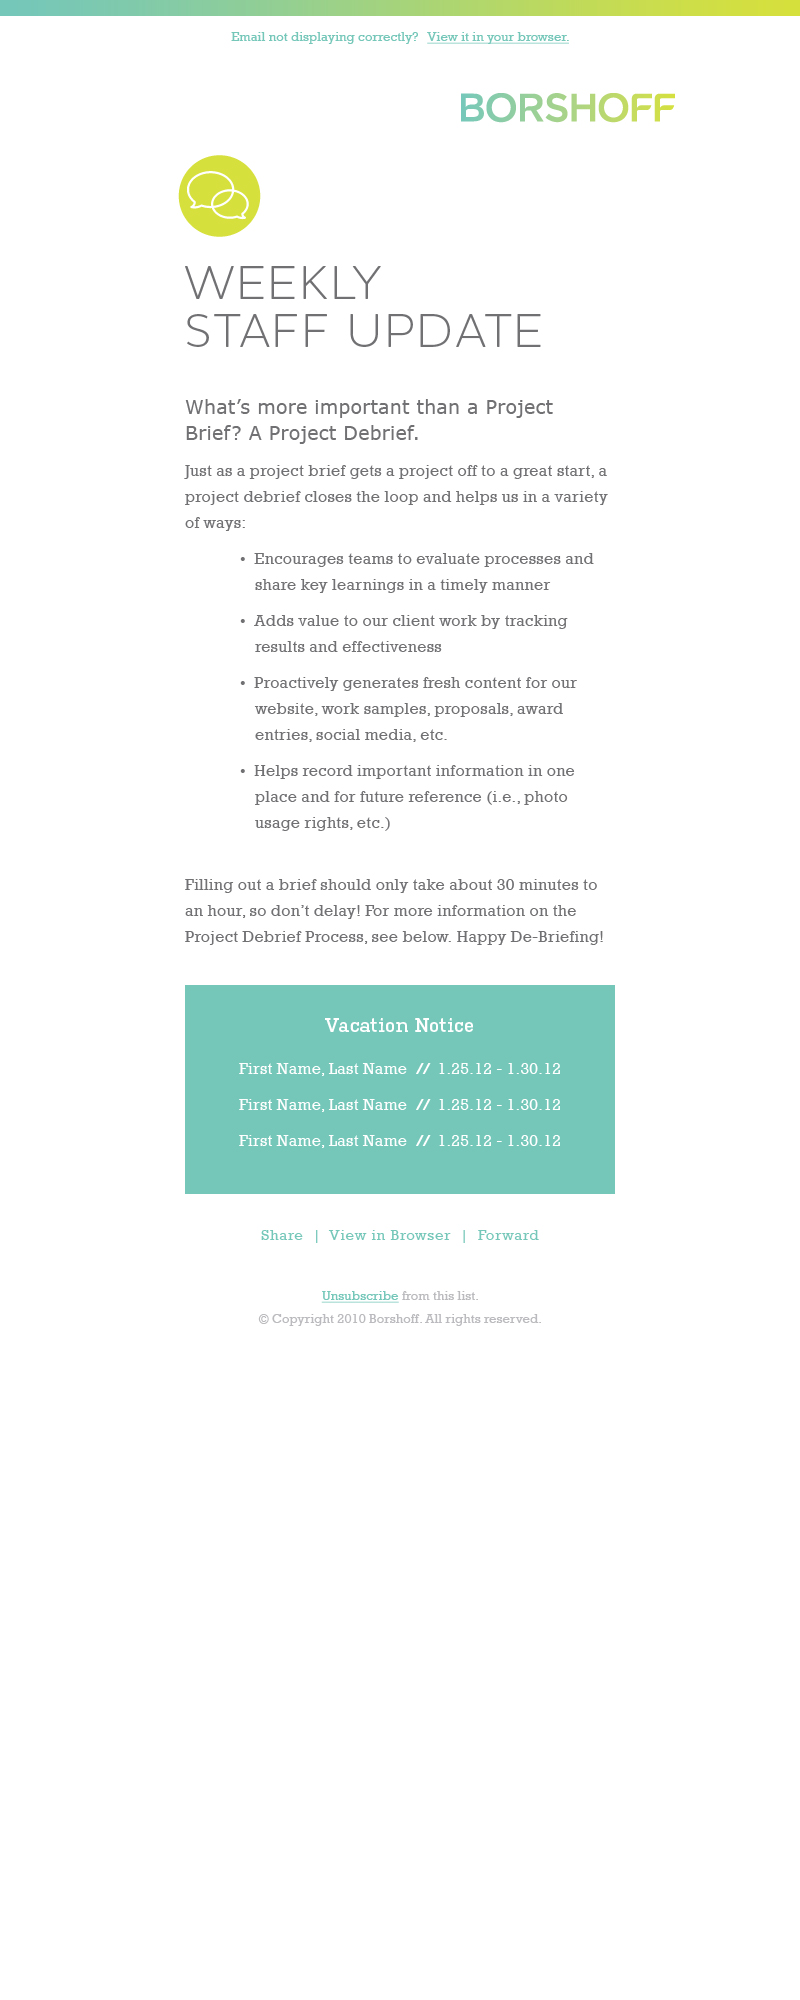 Email not displaying correctly? View it in your browser.
BORSHOFF
WEEKLY
STAFF UPDATE
What’s more important than a Project
Brief? A Project Debrief.
Just as a project brief gets a project off to a great start, a
project debrief closes the loop and helps us in a variety
of ways:
• Encourages teams to evaluate processes and
share key learnings in a timely manner
• Adds value to our client work by tracking
results and effectiveness
• Proactively generates fresh content for our
website, work samples, proposals, award
entries, social media, etc.
• Helps record important information in one
place and for future reference (i.e., photo
usage rights, etc.)
Filling out a brief should only take about 30 minutes to
an hour, so don’t delay! For more information on the
Project Debrief Process, see below. Happy De-Briefing!
Vacation Notice
First Name, Last Name // 1.25.12 - 1.30.12
First Name, Last Name // 1.25.12 - 1.30.12
First Name, Last Name // 1.25.12 - 1.30.12
Share | View in Browser | Forward
Unsubscribe from this list.
© Copyright 2010 Borshoff. All rights reserved.